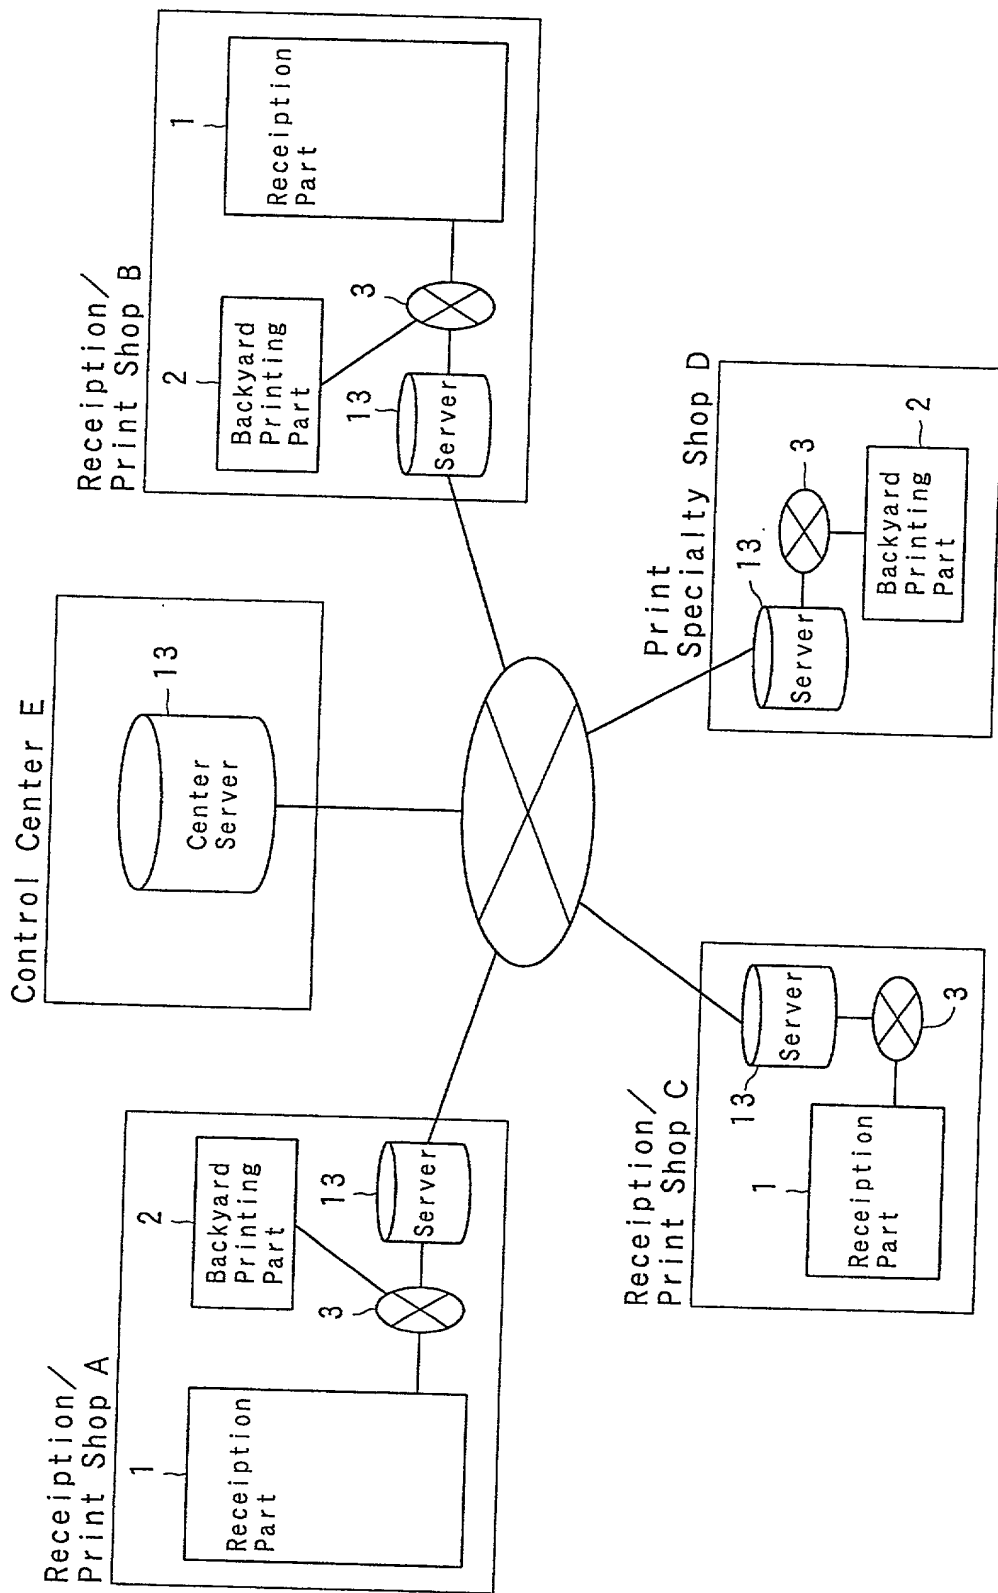 Control Center E
13
Center
Server
Receiption/
Print Shop A
1
Receiption
Part
2
Backyard
Printing
Part
3
13
Server
Receiption/
Print Shop B
2
Backyard
Printing
Part
13
Server
3
1
Receiption
Part
Receiption/
Print Shop C
1
Receiption
Part
13
Server
3
Print
Specialty Shop D
13
Server
3
Backyard
Printing
Part
2